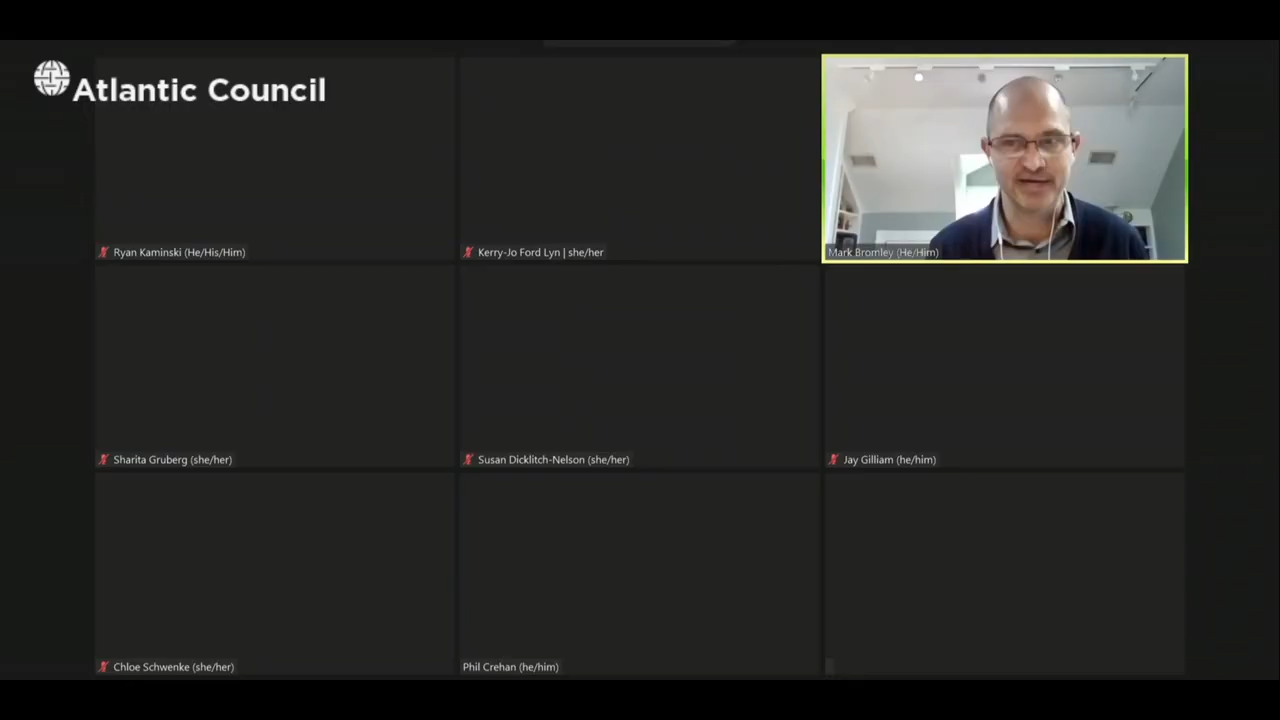 Atlantic Council
Ryan Kaminski (He/His/Him)
Kerry-Jo Ford Lyn | she/her
Mark Bromley (He/Him)
Sharita Gruberg (she/her)
Susan Dicklitch-Nelson (she/her)
Jay Gilliam (he/him)
Chloe Schwenke (she/her)
Phil Crehan (he/him)